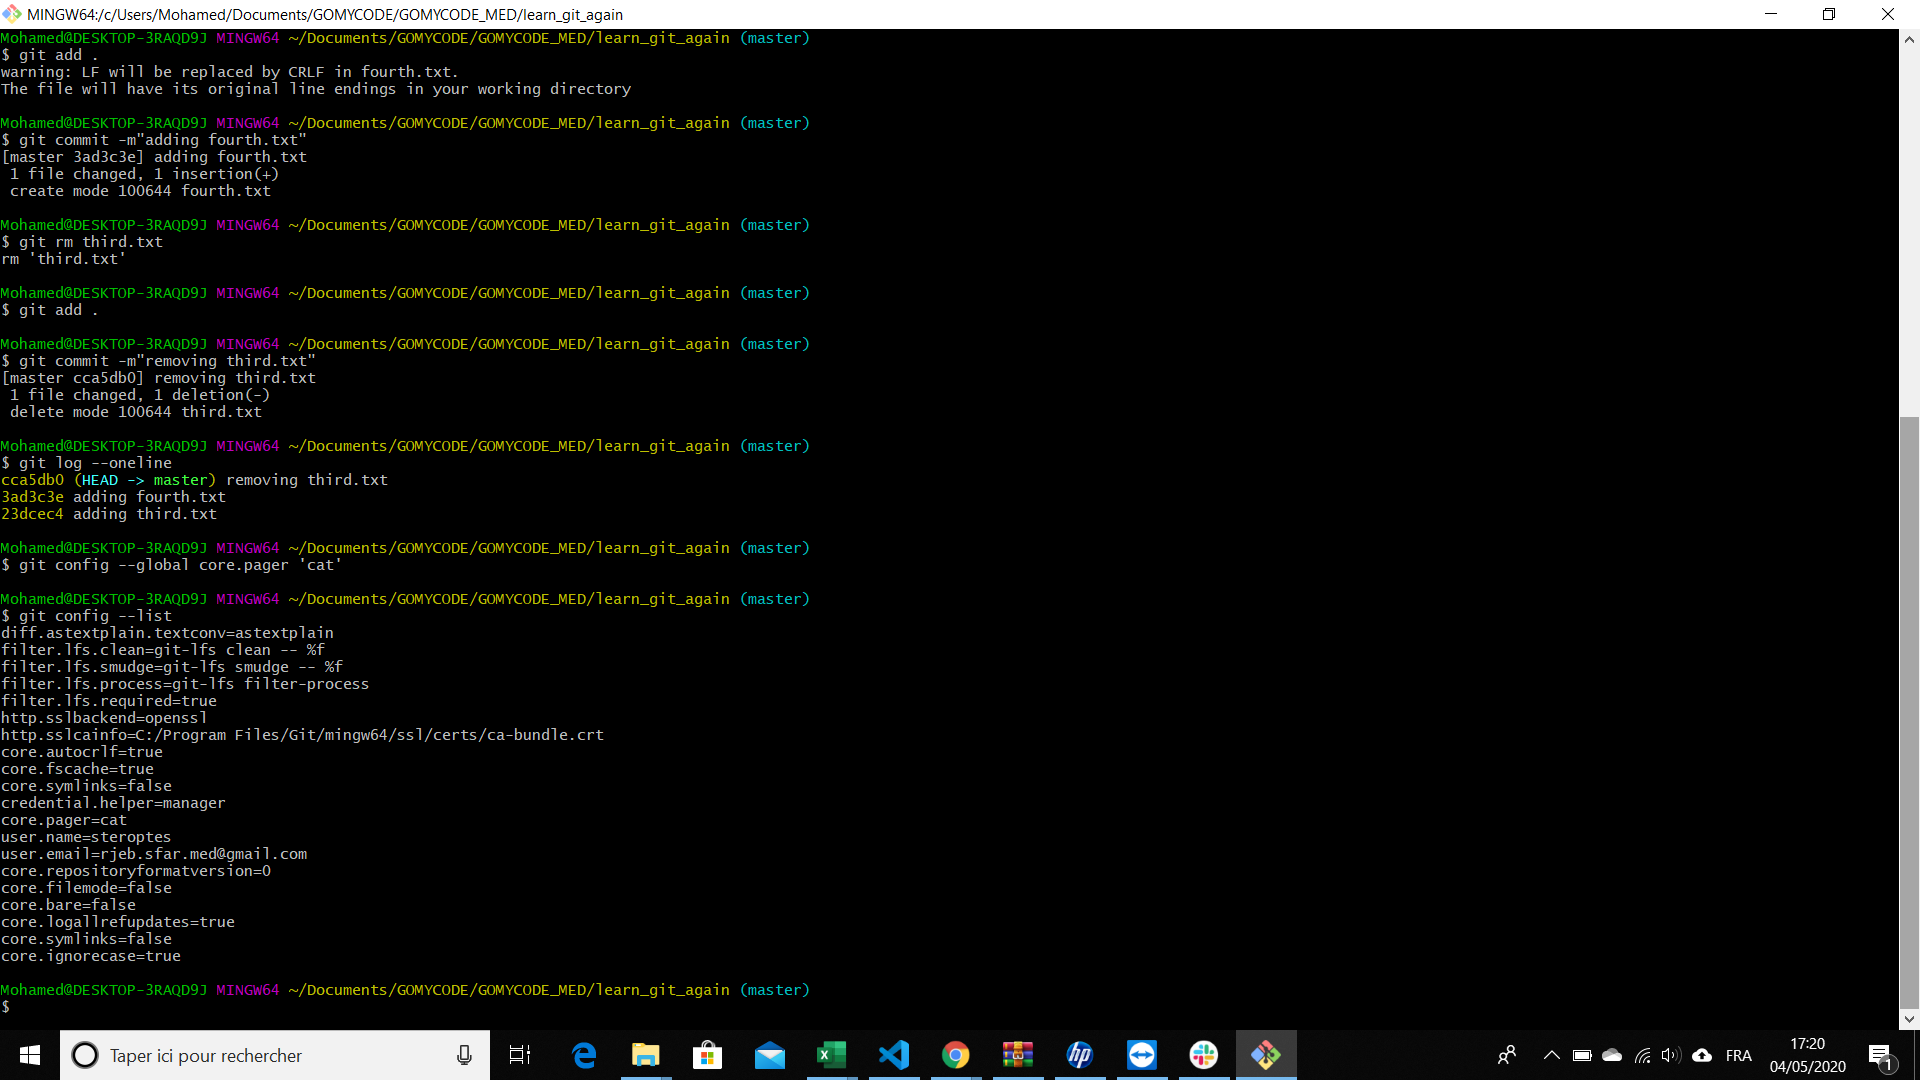 MINGW64:/c/Users/Mohamed/Documents/GOMYCODE/GOMYCODE_MED/learn_git_again
Mohamed@DESKTOP-3RAQD9J MINGW64 ~/Documents/GOMYCODE/GOMYCODE_MED/learn_git_again (master)
$ git add .
warning: LF will be replaced by CRLF in fourth.txt.
The file will have its original line endings in your working directory
Mohamed@DESKTOP-3RAQD9J MINGW64 ~/Documents/GOMYCODE/GOMYCODE_MED/learn_git_again (master)
$ git commit -m"adding fourth.txt"
[master 3ad3c3e] adding fourth.txt
 1 file changed, 1 insertion(+)
 create mode 100644 fourth.txt
Mohamed@DESKTOP-3RAQD9J MINGW64 ~/Documents/GOMYCODE/GOMYCODE_MED/learn_git_again (master)
$ git rm third.txt
rm 'third.txt'
Mohamed@DESKTOP-3RAQD9J MINGW64 ~/Documents/GOMYCODE/GOMYCODE_MED/learn_git_again (master)
$ git add .
Mohamed@DESKTOP-3RAQD9J MINGW64 ~/Documents/GOMYCODE/GOMYCODE_MED/learn_git_again (master)
$ git commit -m"removing third.txt"
[master cca5db0] removing third.txt
 1 file changed, 1 deletion(-)
 delete mode 100644 third.txt
Mohamed@DESKTOP-3RAQD9J MINGW64 ~/Documents/GOMYCODE/GOMYCODE_MED/learn_git_again (master)
$ git log --oneline
cca5db0 (HEAD -> master) removing third.txt
3ad3c3e adding fourth.txt
23dcec4 adding third.txt
Mohamed@DESKTOP-3RAQD9J MINGW64 ~/Documents/GOMYCODE/GOMYCODE_MED/learn_git_again (master)
$ git config --global core.pager 'cat'
Mohamed@DESKTOP-3RAQD9J MINGW64 ~/Documents/GOMYCODE/GOMYCODE_MED/learn_git_again (master)
$ git config --list
diff.astextplain.textconv=astextplain
filter.lfs.clean=git-lfs clean -- %f
filter.lfs.smudge=git-lfs smudge -- %f
filter.lfs.process=git-lfs filter-process
filter.lfs.required=true
http.sslbackend=openssl
http.sslcainfo=C:/Program Files/Git/mingw64/ssl/certs/ca-bundle.crt
core.autocrlf=true
core.fscache=true
core.symlinks=false
credential.helper=manager
core.pager=cat
user.name=steroptes
user.email=rjeb.sfar.med@gmail.com
core.repositoryformatversion=0
core.filemode=false
core.bare=false
core.logallrefupdates=true
core.symlinks=false
core.ignorecase=true
Mohamed@DESKTOP-3RAQD9J MINGW64 ~/Documents/GOMYCODE/GOMYCODE_MED/learn_git_again (master)
$
Taper ici pour rechercher
hp
FRA
17:20
04/05/2020
1